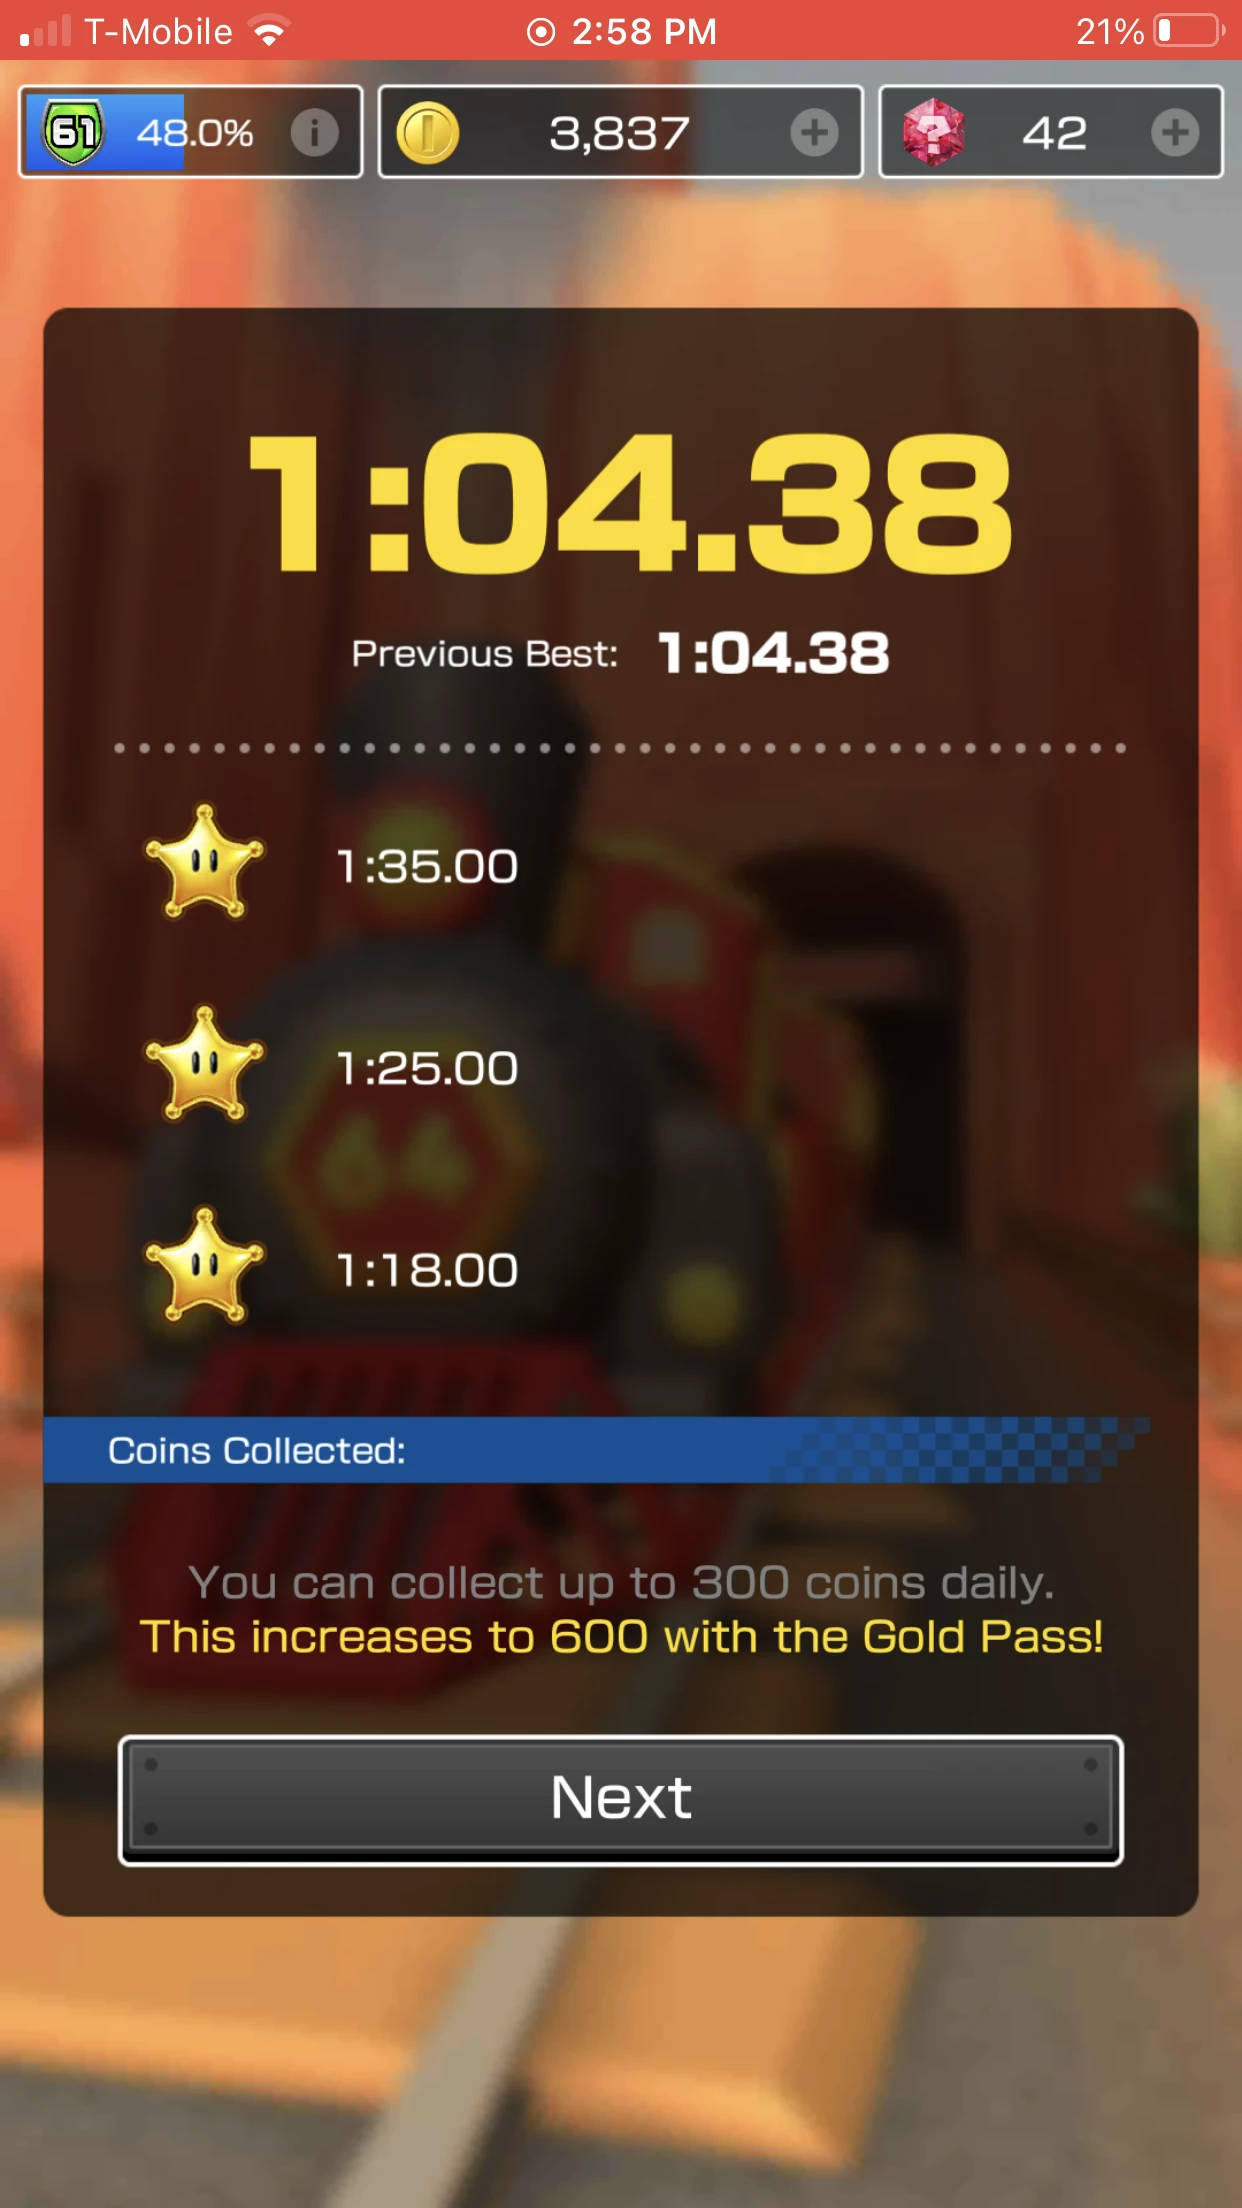 T-Mobile 2:58 PM 21%
61 48.0% i 3,837 + ? 42 +
1:04.38
Previous Best: 1:04.38
1:35.00
1:25.00
64
1:18.00
Coins Collected:
You can collect up to 300 coins daily.
This increases to 600 with the Gold Pass!
Next